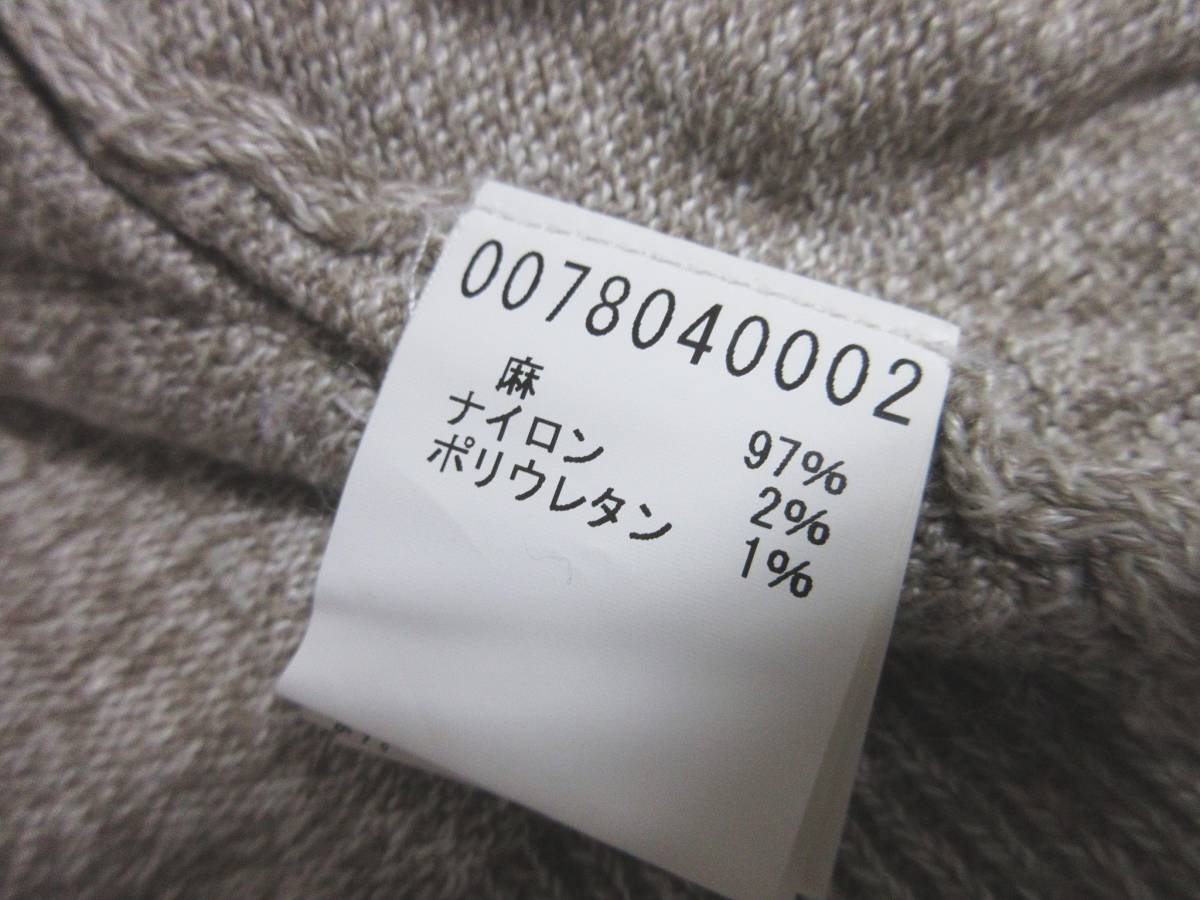 0078040002
麻 97%
ナイロン 2%
ポリウレタン 1%